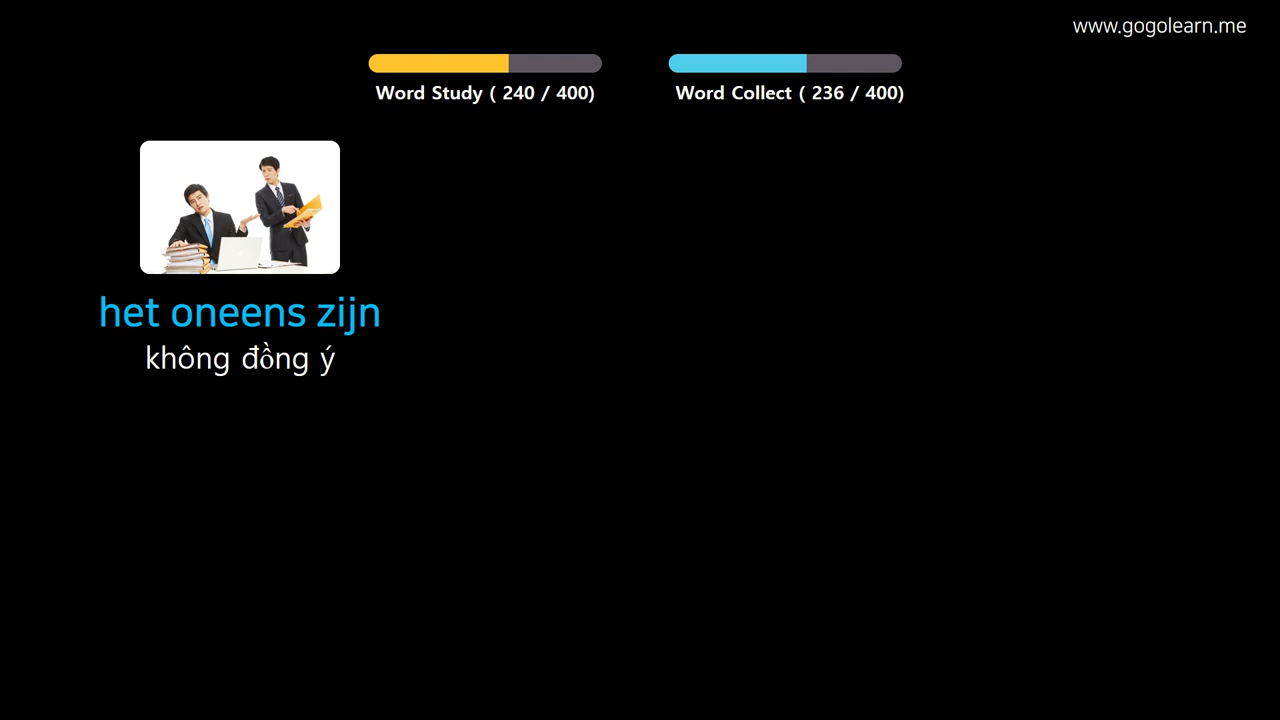 www.gogolearn.me
Word Study ( 240 / 400)
Word Collect ( 236 / 400)
het oneens zijn
không đồng ý